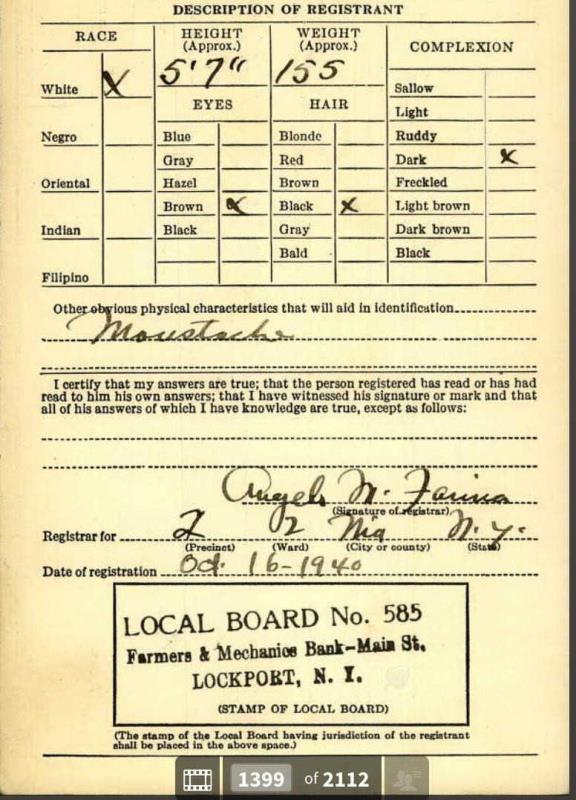 DESCRIPTION OF REGISTRANT
RACE
HEIGHT
(Approx.)
WEIGHT
(Approx.)
COMPLEXION
5'7"
155
White X
Sallow
Light
EYES
HAIR
Negro
Blue
Blonde
Ruddy
Gray
Red
Dark X
Oriental
Hazel
Brown
Freckled
Brown X
Black X
Light brown
Indian
Black
Gray
Dark brown
Bald
Black
Filipino
Other obvious physical characteristics that will aid in identification
Moustache
I certify that my answers are true; that the person registered has read or has had
read to him his own answers; that I have witnessed his signature or mark and that
all of his answers of which I have knowledge are true, except as follows:
Angelo N. Farina
(Signature of registrar)
Registrar for 2 2 Nia N.Y.
(Precinct) (Ward) (City or county) (State)
Date of registration Oct. 16-1940
LOCAL BOARD No. 585
Farmers & Mechanics Bank-Main St.
LOCKPORT, N. Y.
(STAMP OF LOCAL BOARD)
(The stamp of the Local Board having jurisdiction of the registrant
shall be placed in the above space.)
1399 of 2112